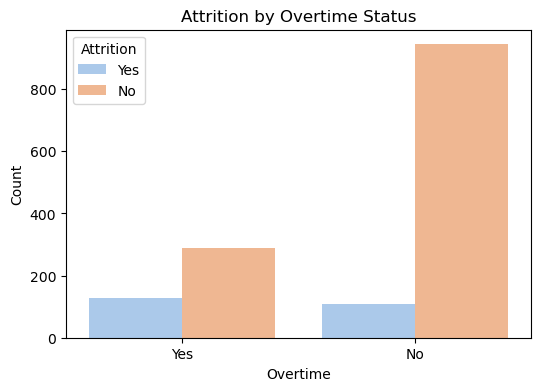 Attrition by Overtime Status
Attrition
Yes
No
Count
800
600
400
200
0
Yes No
Overtime